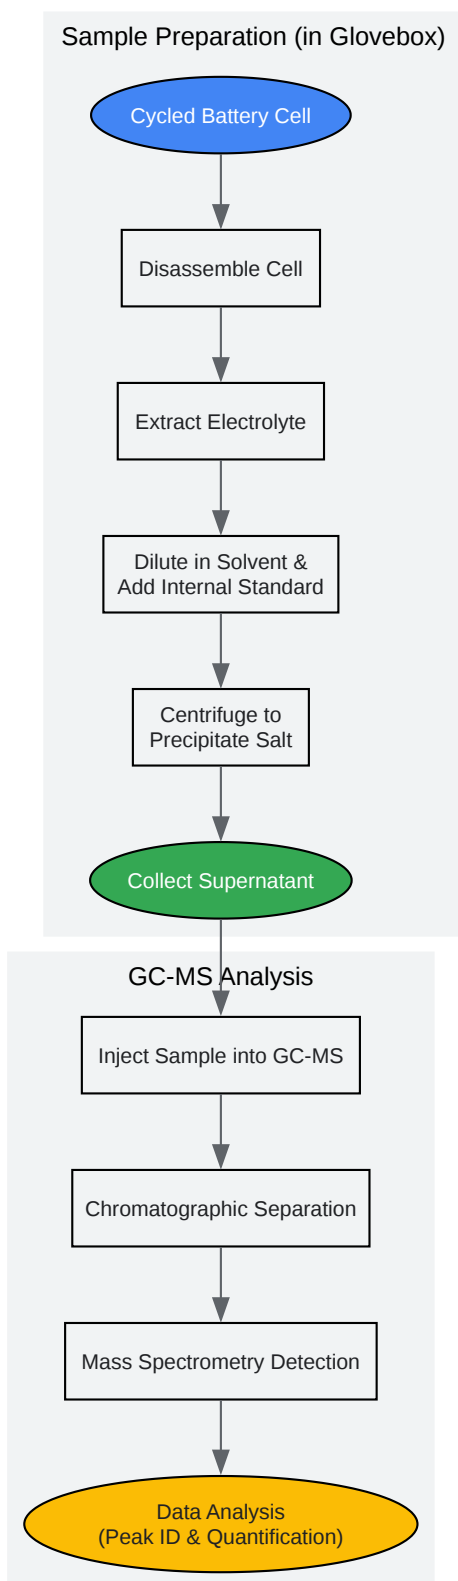 Sample Preparation (in Glovebox)
Cycled Battery Cell
Disassemble Cell
Extract Electrolyte
Dilute in Solvent &
Add Internal Standard
Centrifuge to
Precipitate Salt
Collect Supernatant
GC-MS Analysis
Inject Sample into GC-MS
Chromatographic Separation
Mass Spectrometry Detection
Data Analysis
(Peak ID & Quantification)